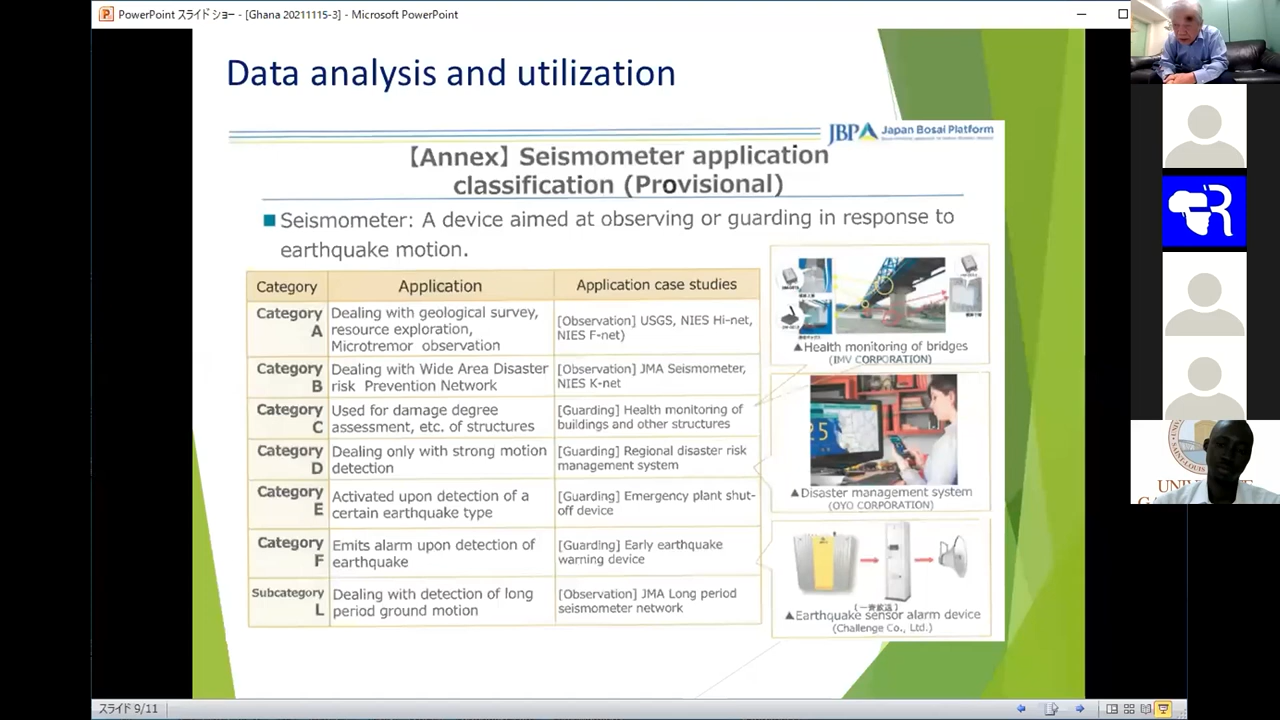 PowerPoint スライド ショー - [Ghana 20211115-3] - Microsoft PowerPoint
Data analysis and utilization
JBPA Japan Bosai Platform
【Annex】Seismometer application
classification (Provisional)
■ Seismometer: A device aimed at observing or guarding in response to
earthquake motion.
Category Application Application case studies
Category A
Dealing with geological survey,
resource exploration,
Microtremor observation
[Observation] USGS, NIES Hi-net,
NIES F-net)
Category B
Dealing with Wide Area Disaster
risk Prevention Network
[Observation] JMA Seismometer,
NIES K-net
Category C
Used for damage degree
assessment, etc. of structures
[Guarding] Health monitoring of
buildings and other structures
Category D
Dealing only with strong motion
detection
[Guarding] Regional disaster risk
management system
Category E
Activated upon detection of a
certain earthquake type
[Guarding] Emergency plant shut-
off device
Category F
Emits alarm upon detection of
earthquake
[Guarding] Early earthquake
warning device
Subcategory L
Dealing with detection of long
period ground motion
[Observation] JMA Long period
seismometer network
▲Health monitoring of bridges
(IMV CORPORATION)
25
▲Disaster management system
(OYO CORPORATION)
▲Earthquake sensor alarm device
(Challenge Co., Ltd.)
R
スライド 9/11